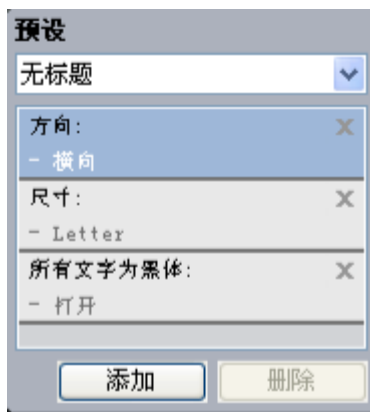 预设
无标题
方向:
- 横向
尺寸:
- Letter
所有文字为黑体:
- 打开
添加
删除